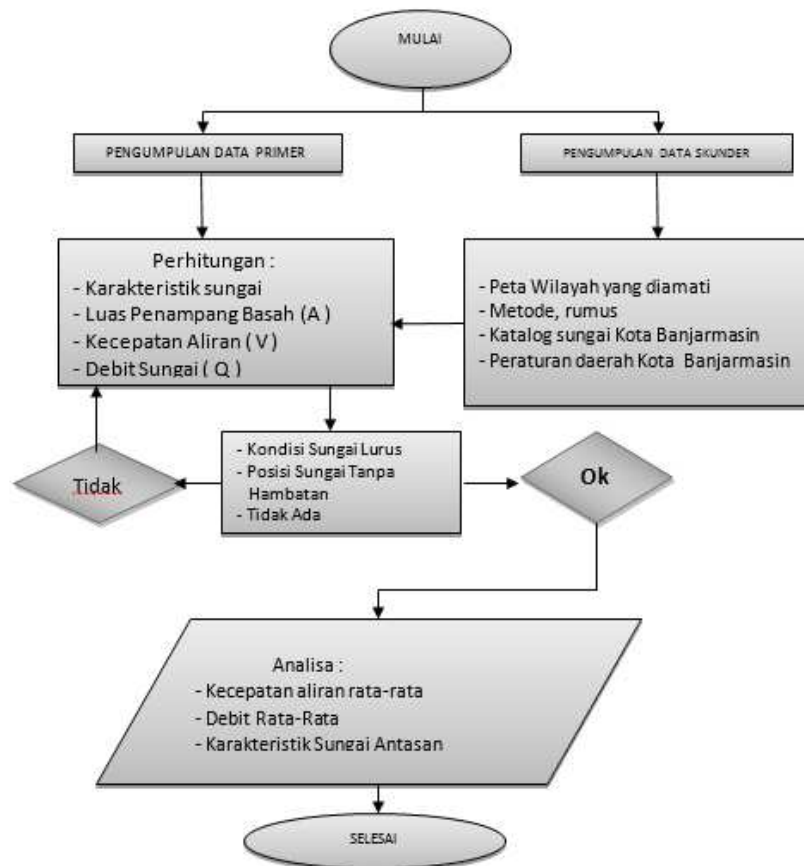 MULAI
PENGUMPULAN DATA PRIMER
PENGUMPULAN DATA SKUNDER
Perhitungan :
- Karakteristik sungai
- Luas Penampang Basah ( A )
- Kecepatan Aliran ( V )
- Debit Sungai ( Q )
- Peta Wilayah yang diamati
- Metode, rumus
- Katalog sungai Kota Banjarmasin
- Peraturan daerah Kota Banjarmasin
Tidak
- Kondisi Sungai Lurus
- Posisi Sungai Tanpa
Hambatan
- Tidak Ada
Ok
Analisa :
- Kecepatan aliran rata-rata
- Debit Rata-Rata
- Karakteristik Sungai Antasan
SELESAI